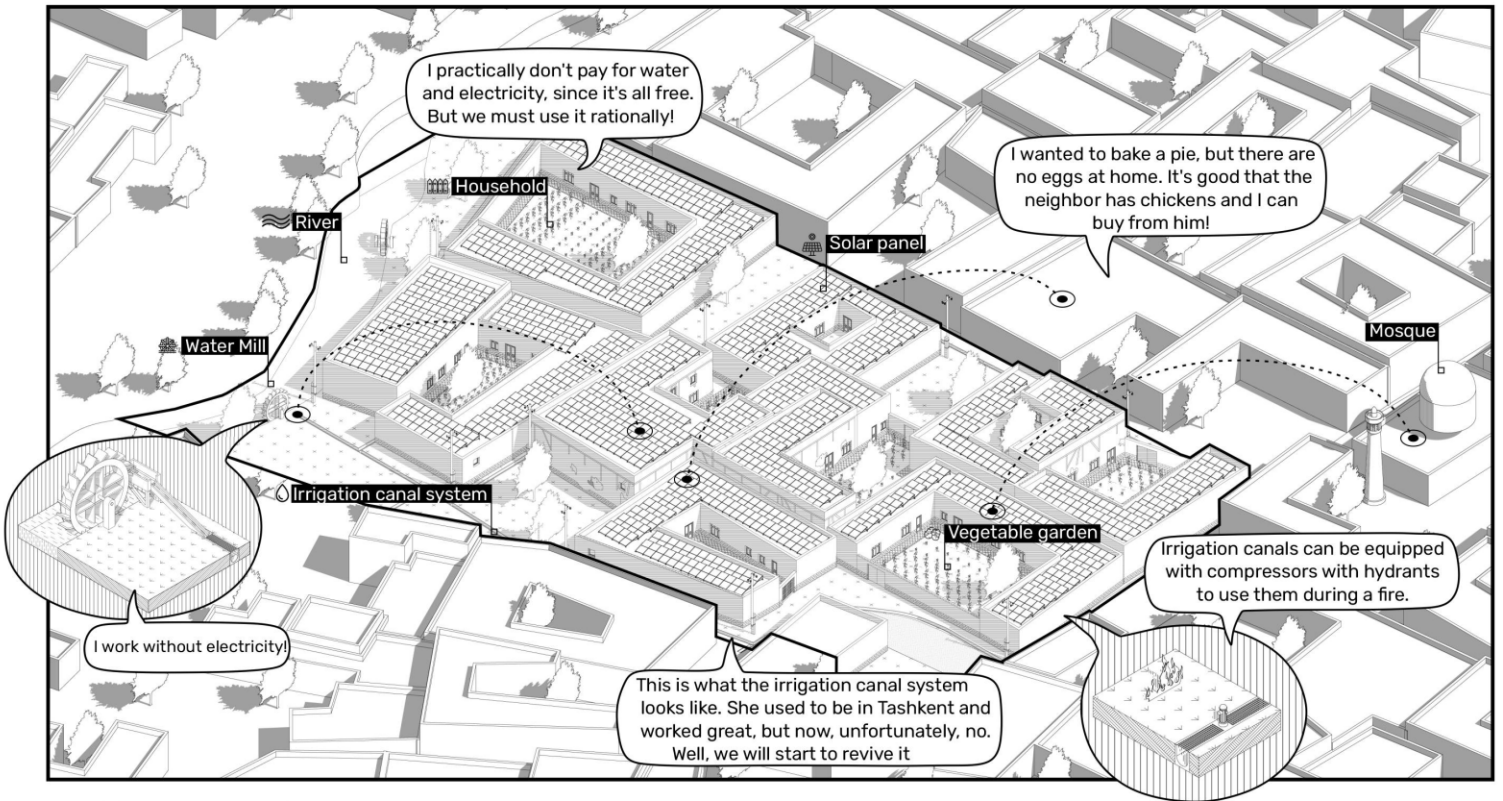 I practically don't pay for water
and electricity, since it's all free.
But we must use it rationally!
I wanted to bake a pie, but there are
no eggs at home. It's good that the
neighbor has chickens and I can
buy from him!
Household
River
Solar panel
Mosque
Water Mill
Irrigation canal system
Vegetable garden
Irrigation canals can be equipped
with compressors with hydrants
to use them during a fire.
I work without electricity!
This is what the irrigation canal system
looks like. She used to be in Tashkent and
worked great, but now, unfortunately, no.
Well, we will start to revive it